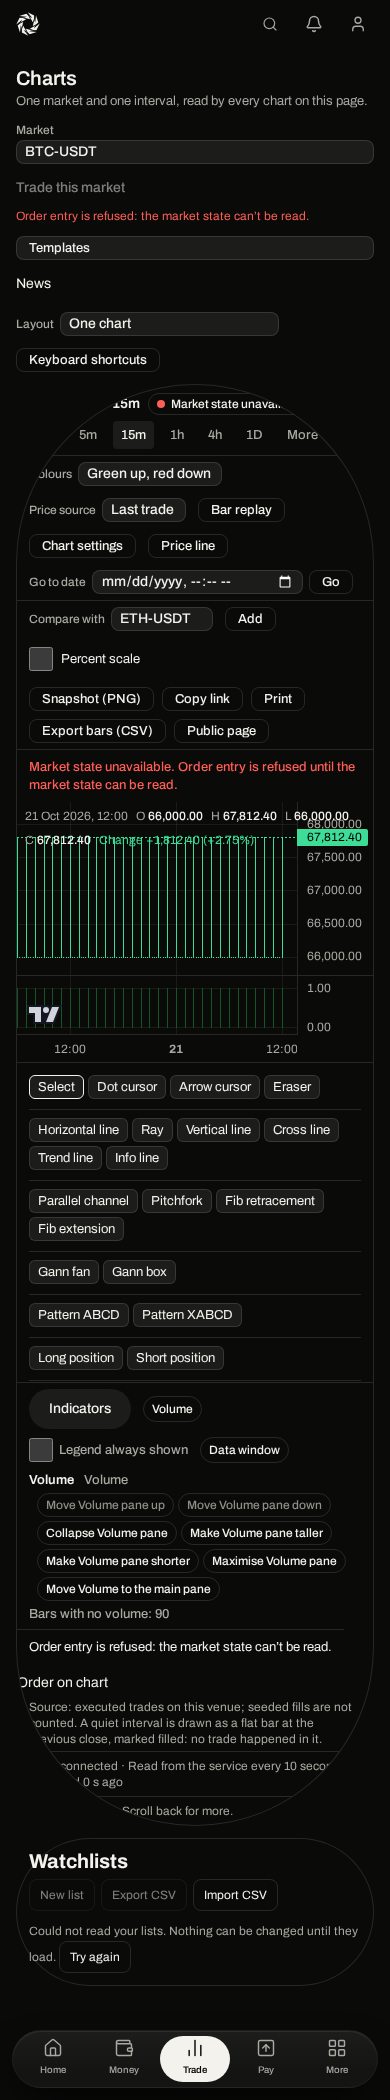 Charts
One market and one interval, read by every chart on this page.
Market
BTC-USDT
Trade this market
Order entry is refused: the market state can't be read.
Templates
News
Layout One chart
Keyboard shortcuts
15m Market state
5m 15m 1h 4h 1D More
Green up, red down
Price source Last trade Bar replay
Chart settings Price line
Go to date mm/dd/yyyy, --:-- -- Go
Compare with ETH-USDT Add
Percent scale
Snapshot (PNG) Copy link Print
Export bars (CSV) Public page
Market state unavailable. Order entry is refused until the
market state can be read.
21 Oct 2026, 12:00 O 66,000.00 H 67,812.40 L 66,000.00
68,000.00
C 67,812.40 Change +1,812.40 (+2.75%)
67,812.40
67,500.00
67,000.00
66,500.00
66,000.00
1.00
0.00
12:00 21 12:00
Select Dot cursor Arrow cursor Eraser
Horizontal line Ray Vertical line Cross line
Trend line Info line
Parallel channel Pitchfork Fib retracement
Fib extension
Gann fan Gann box
Pattern ABCD Pattern XABCD
Long position Short position
Indicators Volume
Legend always shown Data window
Volume Volume
Move Volume pane up Move Volume pane down
Collapse Volume pane Make Volume pane taller
Make Volume pane shorter Maximise Volume pane
Move Volume to the main pane
Bars with no volume: 90
Order entry is refused: the market state can't be read.
Order on chart
Source: executed trades on this venue; seeded fills are not
counted. A quiet interval is drawn as a flat bar at the
previous close, marked filled: no trade happened in it.
· Read from the service every 10
0 s ago
Scroll back for more.
Watchlists
New list Export CSV Import CSV
Could not read your lists. Nothing can be changed until they
load. Try again
Home Money Trade Pay More